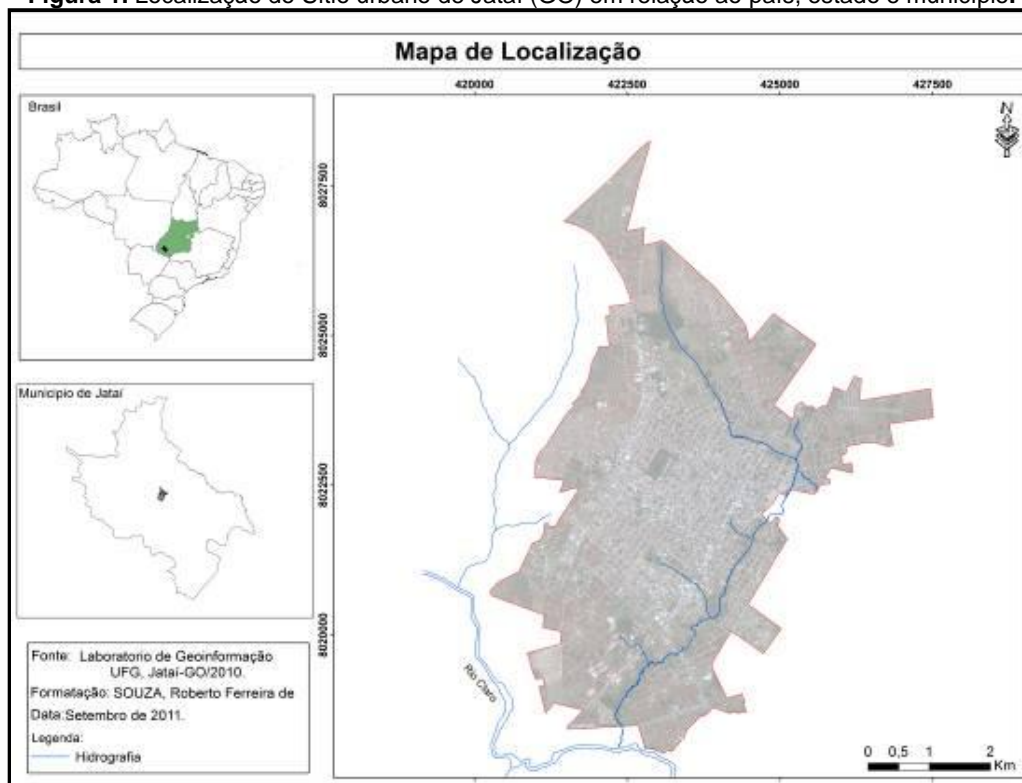 Figura 1. Localização do Sítio urbano de Jataí (GO) em relação ao país, estado e município.
Mapa de Localização
420000 422500 425000 427500
Brasil
N
8027500
8025000
Municipio de Jataí
8022500
8020000
Rio Claro
Fonte: Laboratorio de Geoinformação
UFG, Jataí-GO/2010.
Formatação: SOUZA, Roberto Ferreira de
Data:Setembro de 2011.
Legenda:
Hidrografia
0 0,5 1 2
Km